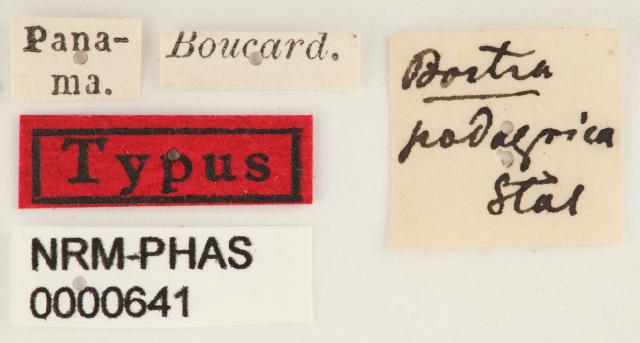 Pana-
ma.
Boucard.
Typus
NRM-PHAS
0000641
Bostra
podagrica
Stål